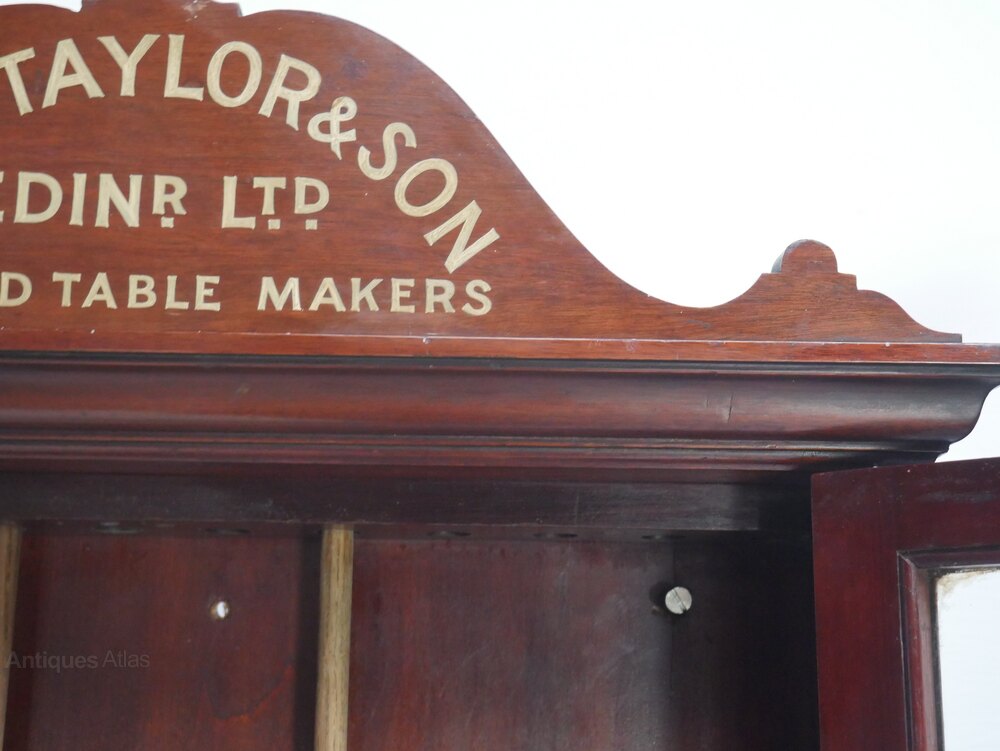 TAYLOR & SON
EDINR LTD
D TABLE MAKERS
Antiques Atlas